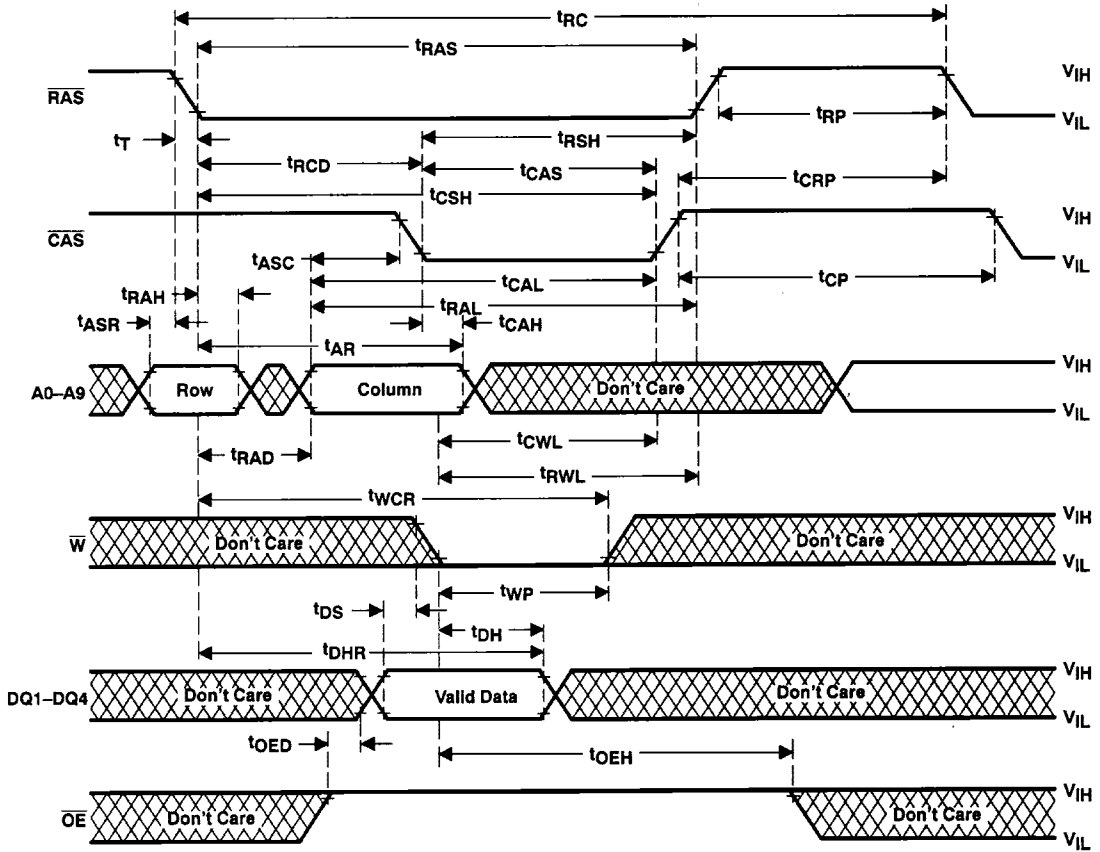 tRC
tRAS
RAS
VIH
VIL
tT
tRP
tRSH
tRCD
tCAS
tCRP
tCSH
CAS
VIH
VIL
tASC
tCAL
tCP
tRAH
tRAL
tASR
tCAH
tAR
A0–A9
Row
Column
Don't Care
VIH
VIL
tRAD
tCWL
tRWL
tWCR
W
Don't Care
Don't Care
VIH
VIL
tWP
tDS
tDH
tDHR
DQ1–DQ4
Don't Care
Valid Data
Don't Care
VIH
VIL
tOED
tOEH
OE
Don't Care
Don't Care
VIH
VIL